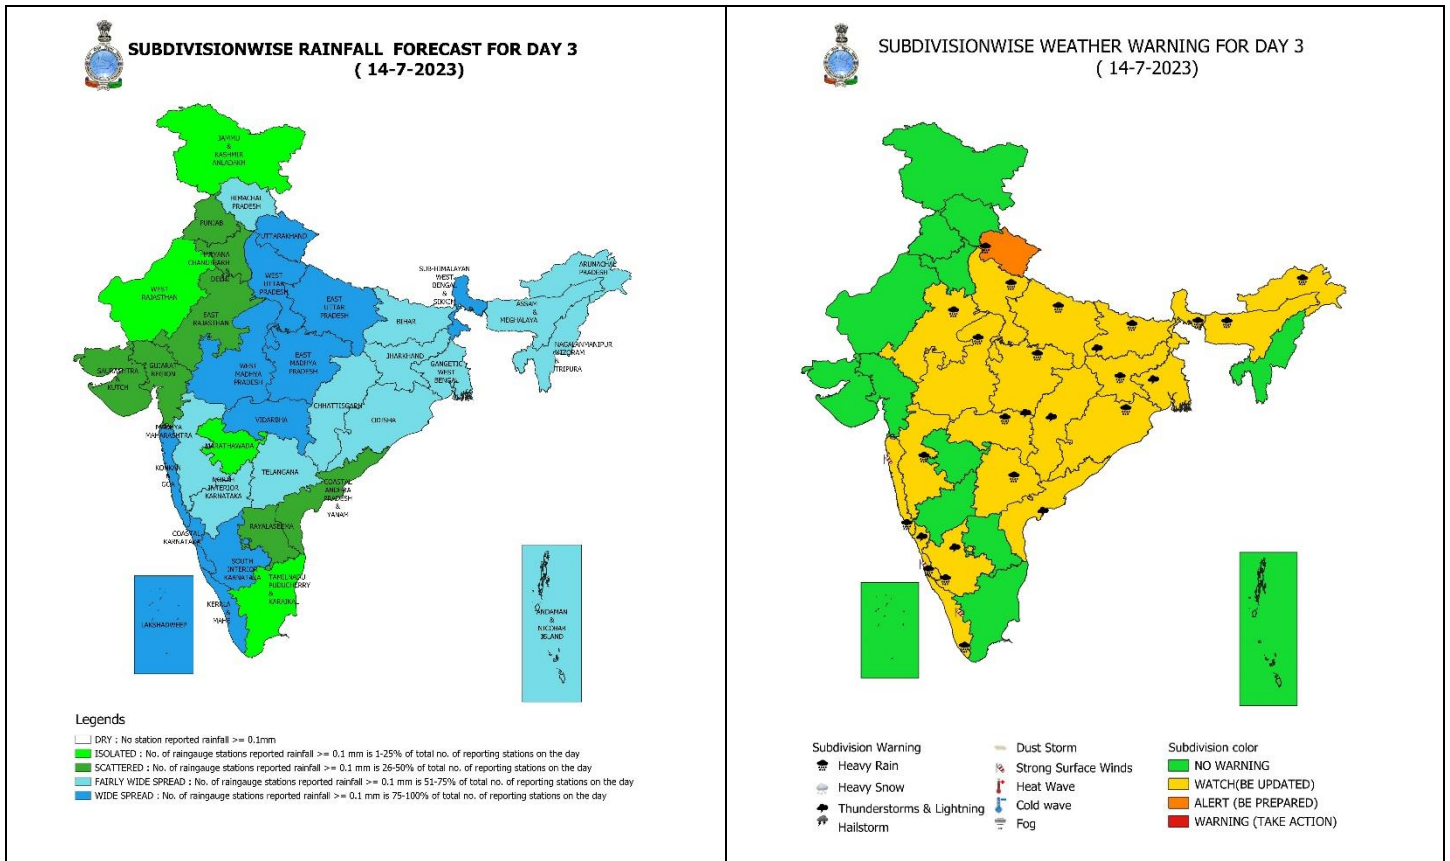 SUBDIVISIONWISE RAINFALL FORECAST FOR DAY 3
( 14-7-2023)
JAMMU
&
KASHMIR
ANLADAKH
HIMACHAL
PRADESH
PUNJAB
UTTARAKHAND
CHANDIGARH
DELHI
WEST
RAJASTHAN
WEST
UTTAR
PRADESH
EAST
UTTAR
PRADESH
EAST
RAJASTHAN
SUB-HIMALAYAN
WEST
BENGAL
&
SIKKIM
ARUNACHAL
PRADESH
ASSAM
&
MEGHALAYA
NAGALANMANIPUR
MIZORAM
&
TRIPURA
BIHAR
JHARKHAND
GANGETIC
WEST
BENGAL
SAURASHTRA
&
KUTCH
GUJARAT
REGION
WEST
MADHYA
PRADESH
EAST
MADHYA
PRADESH
CHHATTISGARH
ODISHA
VIDARBHA
MADHYA
MAHARASHTRA
MARATHAWADA
KONKAN
&
GOA
TELANGANA
NORTH
INTERIOR
KARNATAKA
COASTAL
ANDHRA
PRADESH
&
YANAM
RAYALASEEMA
COASTAL
KARNATAKA
SOUTH
INTERIOR
KARNATAKA
TAMILNADU
PUDUCHERRY
&
KARAIKAL
KERALA
&
MAHE
LAKSHADWEEP
ANDAMAN
&
NICOBAR
ISLAND
Legends
DRY : No station reported rainfall >= 0.1mm
ISOLATED : No. of raingauge stations reported rainfall >= 0.1 mm is 1-25% of total no. of reporting stations on the day
SCATTERED : No. of raingauge stations reported rainfall >= 0.1 mm is 26-50% of total no. of reporting stations on the day
FAIRLY WIDE SPREAD : No. of raingauge stations reported rainfall >= 0.1 mm is 51-75% of total no. of reporting stations on the day
WIDE SPREAD : No. of raingauge stations reported rainfall >= 0.1 mm is 75-100% of total no. of reporting stations on the day
SUBDIVISIONWISE WEATHER WARNING FOR DAY 3
( 14-7-2023)
Subdivision Warning
Heavy Rain
Heavy Snow
Thunderstorms & Lightning
Hailstorm
Dust Storm
Strong Surface Winds
Heat Wave
Cold wave
Fog
Subdivision color
NO WARNING
WATCH(BE UPDATED)
ALERT (BE PREPARED)
WARNING (TAKE ACTION)